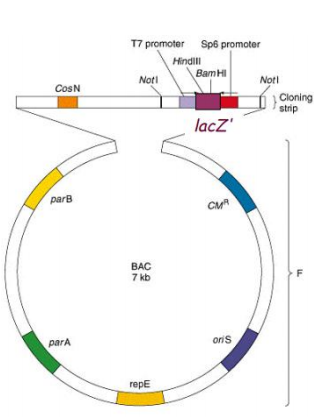 T7 promoter
Sp6 promoter
HindIII
BamHI
CosN
NotI
NotI
Cloning
strip
lacZ'
parB
CMR
BAC
7 kb
F
parA
oriS
repE